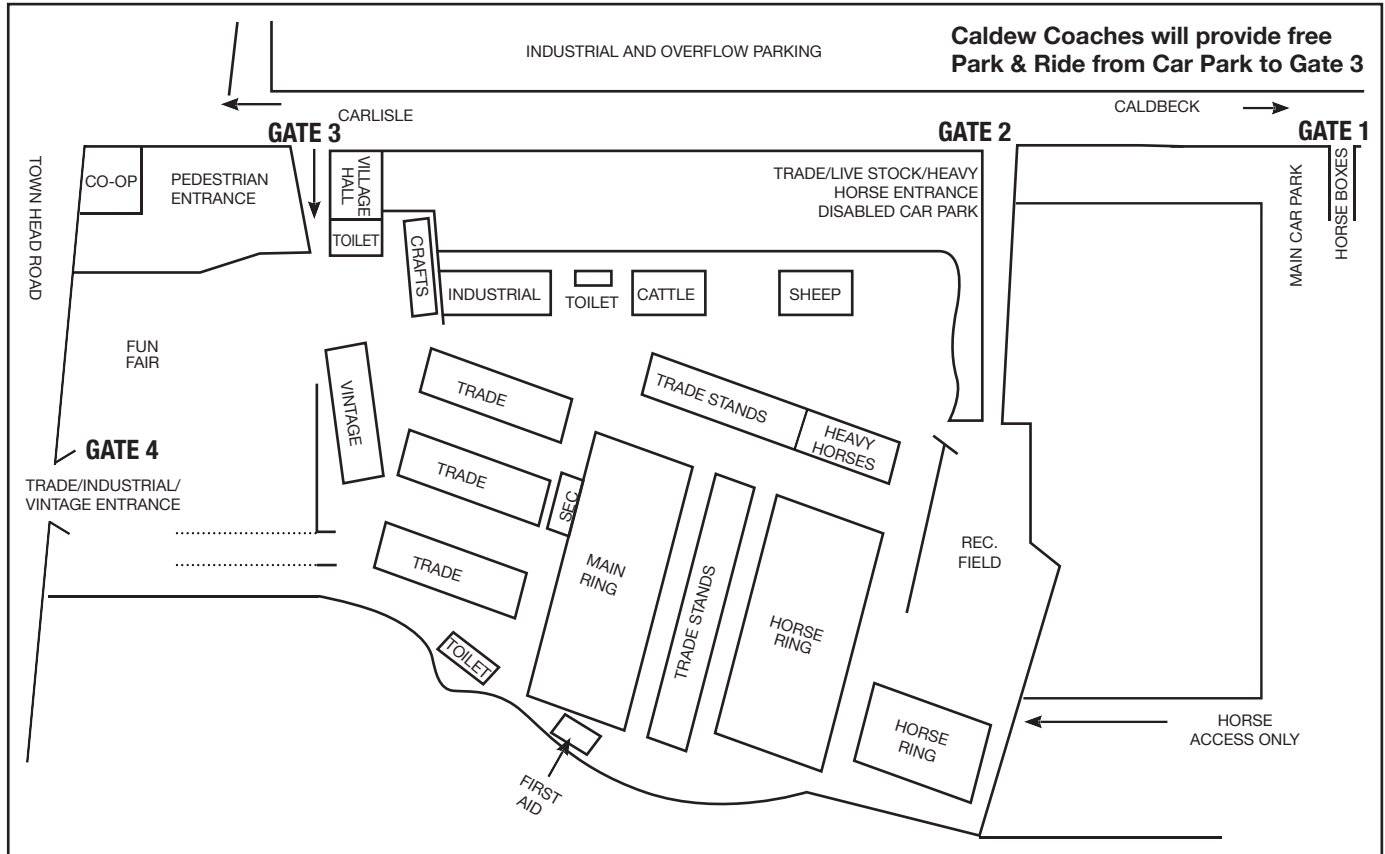 INDUSTRIAL AND OVERFLOW PARKING
Caldew Coaches will provide free
Park & Ride from Car Park to Gate 3
CARLISLE
CALDBECK
GATE 3
GATE 2
GATE 1
TOWN HEAD ROAD
CO-OP
PEDESTRIAN
ENTRANCE
VILLAGE
HALL
TOILET
CRAFTS
TRADE/LIVE STOCK/HEAVY
HORSE ENTRANCE
DISABLED CAR PARK
MAIN CAR PARK
HORSE BOXES
INDUSTRIAL
TOILET
CATTLE
SHEEP
FUN
FAIR
VINTAGE
TRADE
TRADE STANDS
HEAVY
HORSES
GATE 4
TRADE/INDUSTRIAL/
VINTAGE ENTRANCE
TRADE
SEC
TRADE
MAIN
RING
TRADE STANDS
HORSE
RING
REC.
FIELD
TOILET
HORSE
RING
HORSE
ACCESS ONLY
FIRST
AID